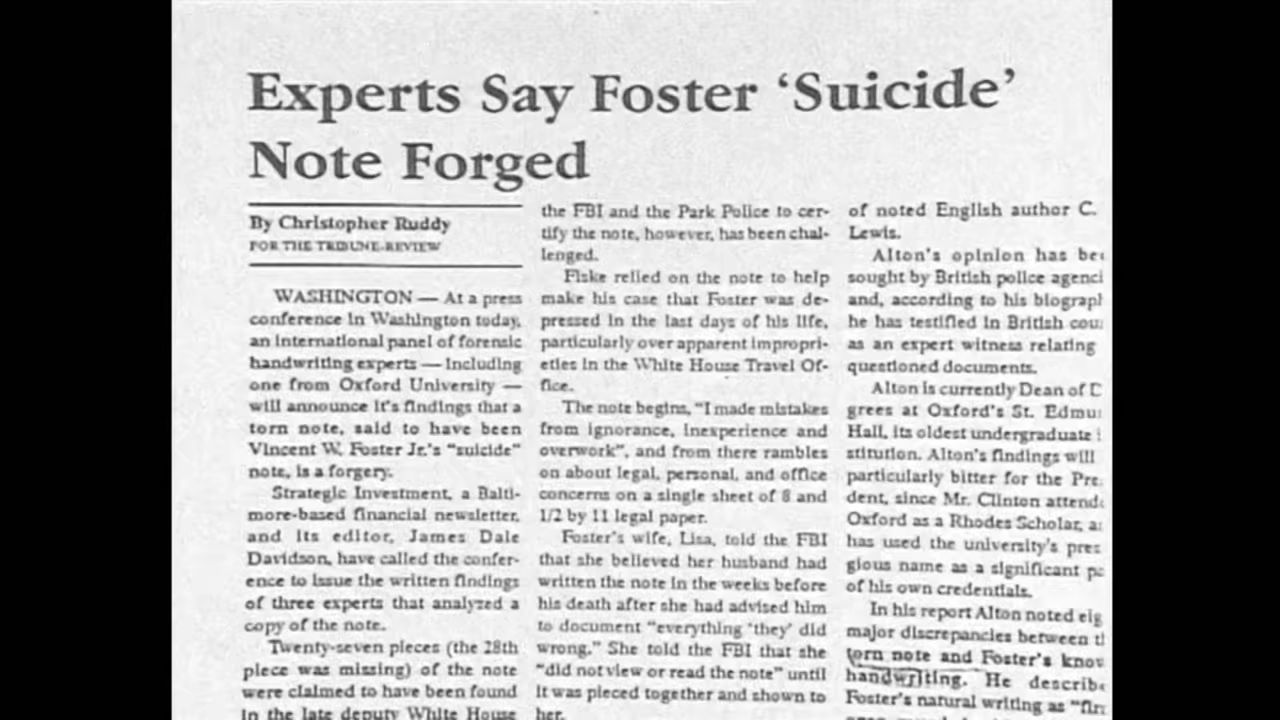 Experts Say Foster ‘Suicide’
Note Forged
By Christopher Ruddy
FOR THE TRIBUNE-REVIEW
WASHINGTON — At a press
conference in Washington today,
an international panel of forensic
handwriting experts — including
one from Oxford University —
will announce it's findings that a
torn note, said to have been
Vincent W. Foster Jr.'s "suicide"
note, is a forgery.
Strategic Investment, a Balti-
more-based financial newsletter,
and its editor, James Dale
Davidson, have called the confer-
ence to issue the written findings
of three experts that analyzed a
copy of the note.
Twenty-seven pieces (the 28th
piece was missing) of the note
were claimed to have been found
in the late deputy White House
the FBI and the Park Police to cer-
tify the note, however, has been chal-
lenged.
Fiske relied on the note to help
make his case that Foster was de-
pressed in the last days of his life,
particularly over apparent impropri-
eties in the White House Travel Of-
fice.
The note begins, "I made mistakes
from ignorance, inexperience and
overwork", and from there rambles
on about legal, personal, and office
concerns on a single sheet of 8 and
1/2 by 11 legal paper.
Foster's wife, Lisa, told the FBI
that she believed her husband had
written the note in the weeks before
his death after she had advised him
to document "everything 'they' did
wrong." She told the FBI that she
"did not view or read the note" until
it was pieced together and shown to
her.
of noted English author C.
Lewis.
Alton's opinion has bee
sought by British police agenci
and, according to his biograph
he has testified in British cou
as an expert witness relating
questioned documents.
Alton is currently Dean of D
grees at Oxford's St. Edmu
Hall, its oldest undergraduate i
stitution. Alton's findings will
particularly bitter for the Pre
dent, since Mr. Clinton attende
Oxford as a Rhodes Scholar, a
has used the university's pres
gious name as a significant pa
of his own credentials.
In his report Alton noted eig
major discrepancies between th
torn note and Foster's know
handwriting. He describe
Foster's natural writing as "fir